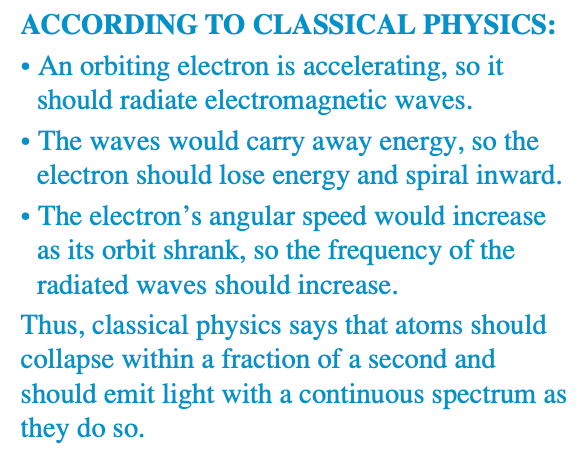 ACCORDING TO CLASSICAL PHYSICS:
• An orbiting electron is accelerating, so it
should radiate electromagnetic waves.
• The waves would carry away energy, so the
electron should lose energy and spiral inward.
• The electron’s angular speed would increase
as its orbit shrank, so the frequency of the
radiated waves should increase.
Thus, classical physics says that atoms should
collapse within a fraction of a second and
should emit light with a continuous spectrum as
they do so.